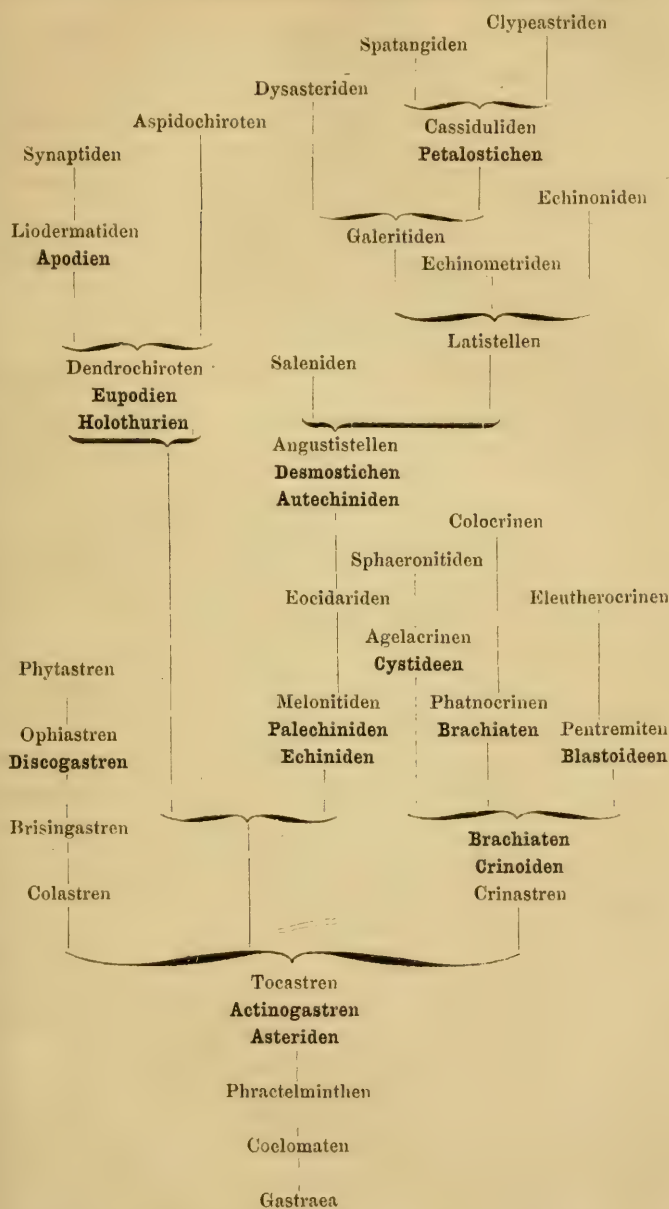 Clypeastriden
Spatangiden
Dysasteriden
Aspidochiroten
Cassiduliden
Petalostichen
Synaptiden
Echinoniden
Liodermatiden
Apodien
Galeritiden
Echinometriden
Latistellen
Dendrochiroten
Eupodien
Holothurien
Saleniden
Angustistellen
Desmostichen
Autechiniden
Colocrinen
Sphaeronitiden
Eocidariden
Eleutherocrinen
Agelacrinen
Cystideen
Phytastren
Melonitiden
Palechiniden
Echiniden
Phatnocrinen
Brachiaten
Ophiastren
Discogastren
Pentremiten
Blastoideen
Brisingastren
Brachiaten
Crinoiden
Crinastren
Colastren
Tocastren
Actinogastren
Asteriden
Phractelminthen
Coelomaten
Gastraea